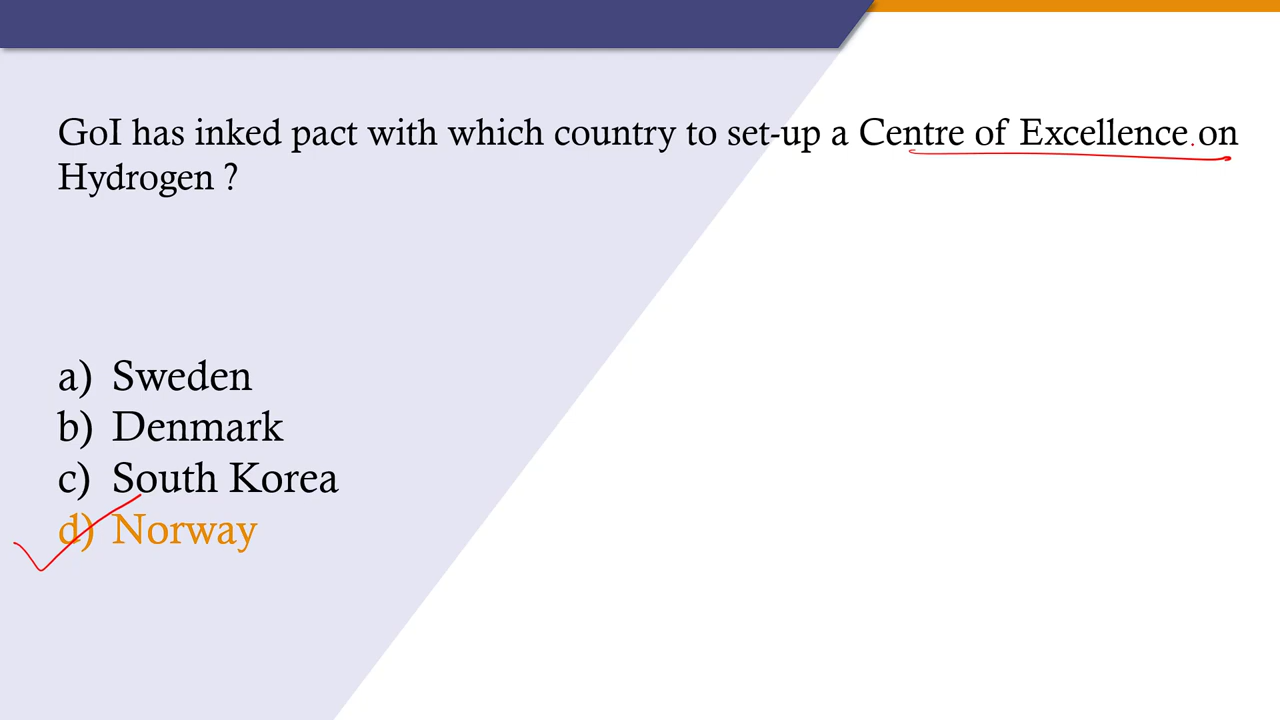 GoI has inked pact with which country to set-up a Centre of Excellence on
Hydrogen ?
a) Sweden
b) Denmark
c) South Korea
d) Norway